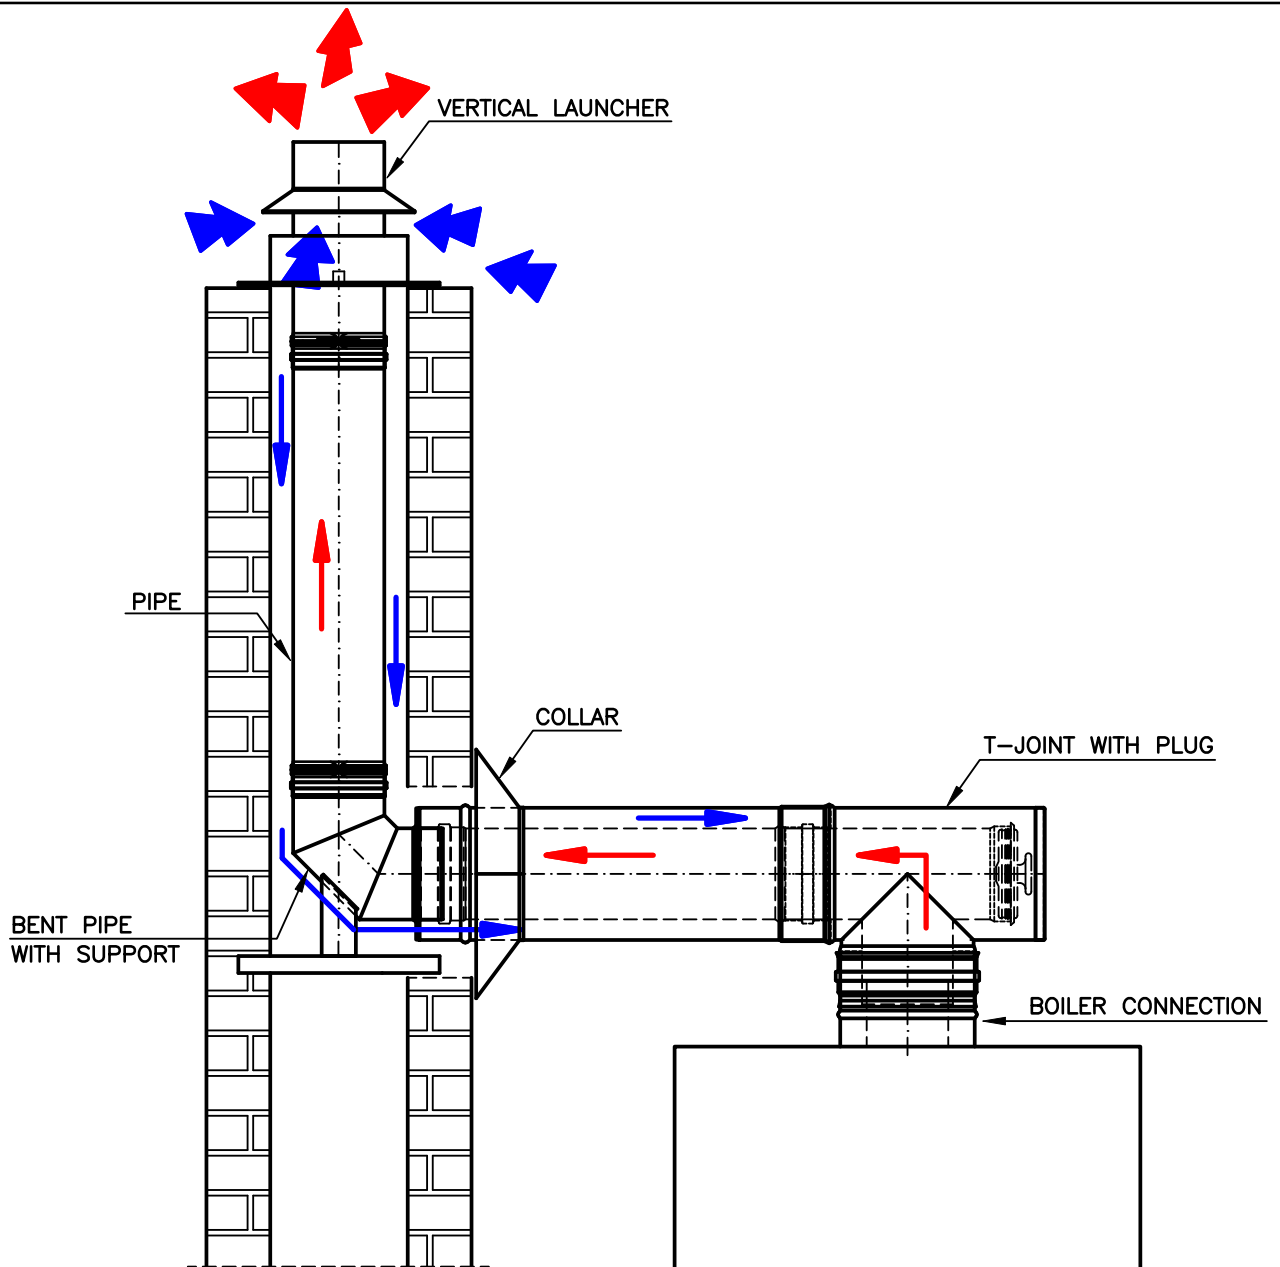 VERTICAL LAUNCHER
PIPE
COLLAR
T-JOINT WITH PLUG
BENT PIPE
WITH SUPPORT
BOILER CONNECTION